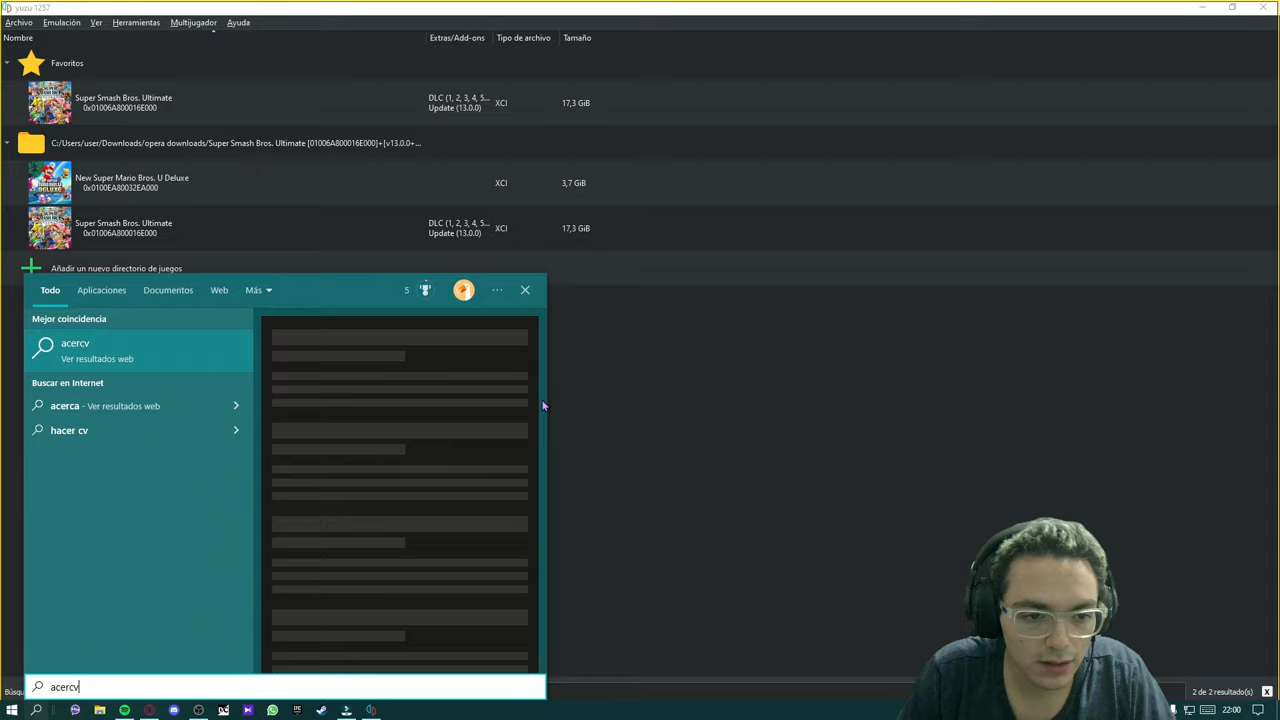 yuzu 1257
Archivo Emulación Ver Herramientas Multijugador Ayuda
Nombre Extras/Add-ons Tipo de archivo Tamaño
Favoritos
Super Smash Bros. Ultimate DLC (1, 2, 3, 4, 5... XCI 17,3 GiB
0x01006A800016E000 Update (13.0.0)
C:/Users/user/Downloads/opera downloads/Super Smash Bros. Ultimate [01006A800016E000]+[v13.0.0+...
New Super Mario Bros. U Deluxe XCI 3,7 GiB
0x0100EA80032EA000
Super Smash Bros. Ultimate DLC (1, 2, 3, 4, 5... XCI 17,3 GiB
0x01006A800016E000 Update (13.0.0)
Añadir un nuevo directorio de juegos
Todo Aplicaciones Documentos Web Más 5
Mejor coincidencia
acercv
Ver resultados web
Buscar en Internet
acerca - Ver resultados web
hacer cv
acercv
Búsqu
2 de 2 resultado(s) X
22:00